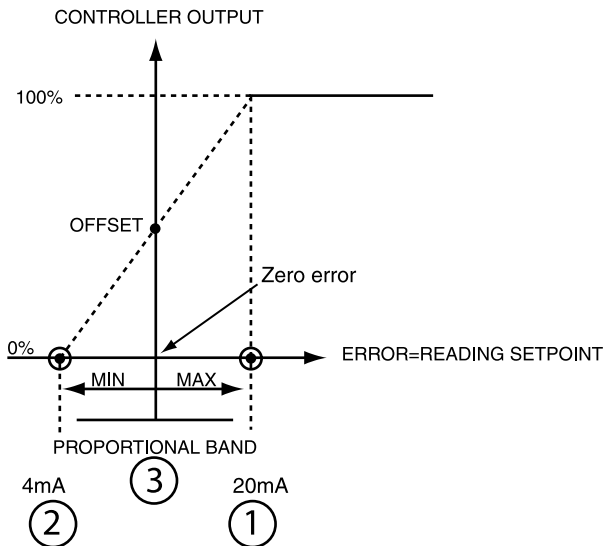 CONTROLLER OUTPUT
100%
OFFSET
Zero error
0%
ERROR=READING SETPOINT
MIN MAX
PROPORTIONAL BAND
4mA 3 20mA
2 1